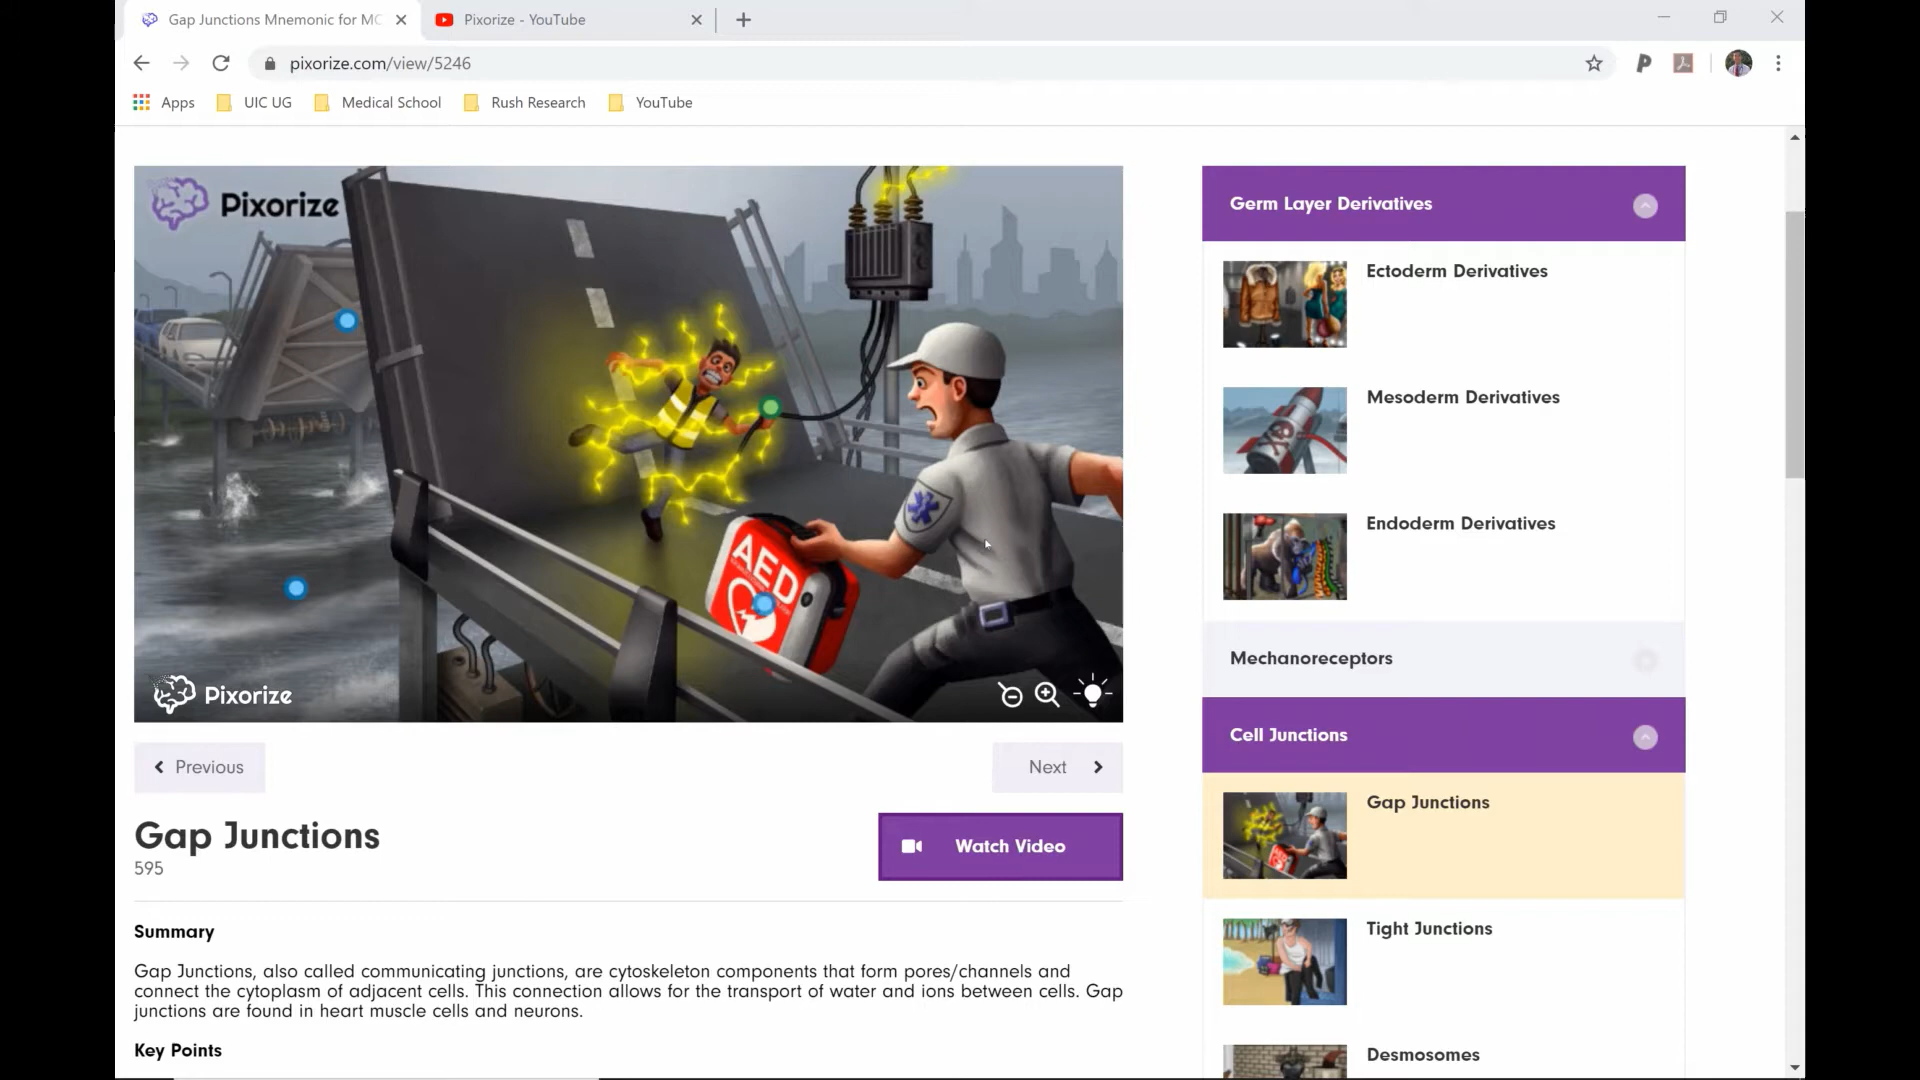 Gap Junctions Mnemonic for MC
Pixorize - YouTube
pixorize.com/view/5246
Apps
UIC UG
Medical School
Rush Research
YouTube
Pixorize
AED
Pixorize
Previous
Next
Gap Junctions
595
Watch Video
Summary
Gap Junctions, also called communicating junctions, are cytoskeleton components that form pores/channels and
connect the cytoplasm of adjacent cells. This connection allows for the transport of water and ions between cells. Gap
junctions are found in heart muscle cells and neurons.
Key Points
Germ Layer Derivatives
Ectoderm Derivatives
Mesoderm Derivatives
Endoderm Derivatives
Mechanoreceptors
Cell Junctions
Gap Junctions
Tight Junctions
Desmosomes